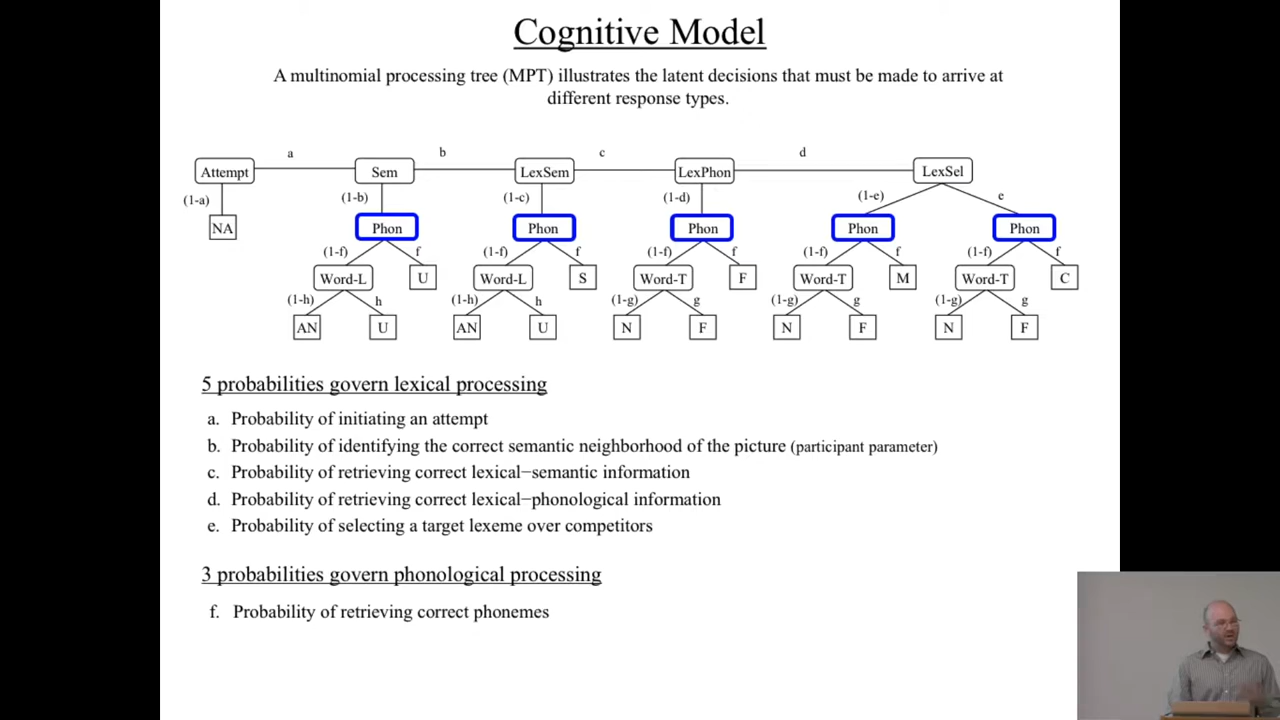 Cognitive Model
A multinomial processing tree (MPT) illustrates the latent decisions that must be made to arrive at
different response types.
a b c d
Attempt Sem LexSem LexPhon LexSel
(1-a) (1-b) (1-c) (1-d) (1-e) e
NA Phon Phon Phon Phon Phon
(1-f) f (1-f) f (1-f) f (1-f) f (1-f) f
Word-L U Word-L S Word-T F Word-T M Word-T C
(1-h) h (1-h) h (1-g) g (1-g) g (1-g) g
AN U AN U N F N F N F
5 probabilities govern lexical processing
a. Probability of initiating an attempt
b. Probability of identifying the correct semantic neighborhood of the picture (participant parameter)
c. Probability of retrieving correct lexical−semantic information
d. Probability of retrieving correct lexical−phonological information
e. Probability of selecting a target lexeme over competitors
3 probabilities govern phonological processing
f. Probability of retrieving correct phonemes